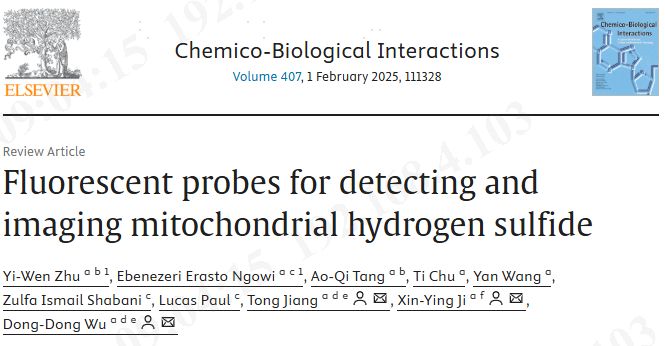 Chemico-Biological Interactions
Volume 407, 1 February 2025, 111328
ELSEVIER
Chemico-Biological
Interactions
Review Article
Fluorescent probes for detecting and
imaging mitochondrial hydrogen sulfide
Yi-Wen Zhu a b 1, Ebenezeri Erasto Ngowi a c 1, Ao-Qi Tang a b, Ti Chu a, Yan Wang a,
Zulfa Ismail Shabani c, Lucas Paul c, Tong Jiang a d e, Xin-Ying Ji a f,
Dong-Dong Wu a d e